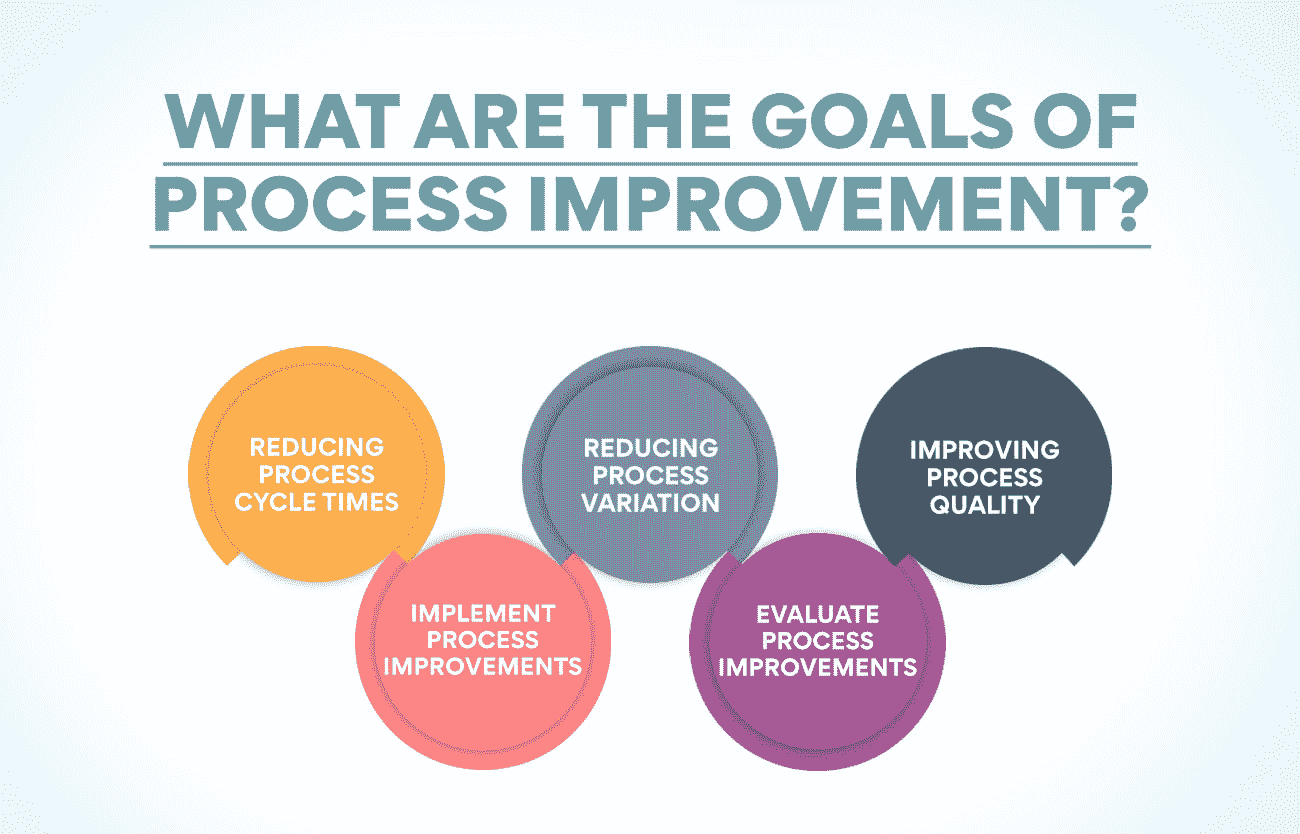 WHAT ARE THE GOALS OF
PROCESS IMPROVEMENT?
REDUCING
PROCESS
CYCLE TIMES
IMPLEMENT
PROCESS
IMPROVEMENTS
REDUCING
PROCESS
VARIATION
EVALUATE
PROCESS
IMPROVEMENTS
IMPROVING
PROCESS
QUALITY